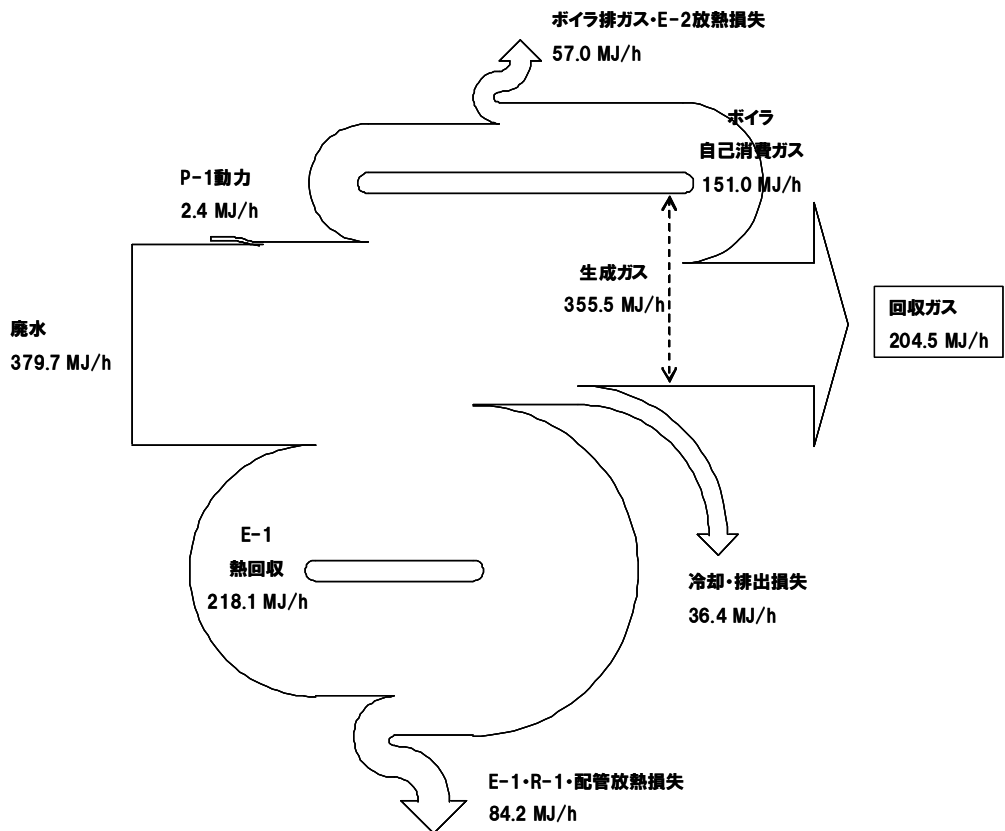 ボイラ排ガス・E-2放熱損失
57.0 MJ/h
ボイラ
自己消費ガス
151.0 MJ/h
P-1動力
2.4 MJ/h
生成ガス
355.5 MJ/h
廃水
379.7 MJ/h
回収ガス
204.5 MJ/h
E-1
熱回収
218.1 MJ/h
冷却・排出損失
36.4 MJ/h
E-1・R-1・配管放熱損失
84.2 MJ/h